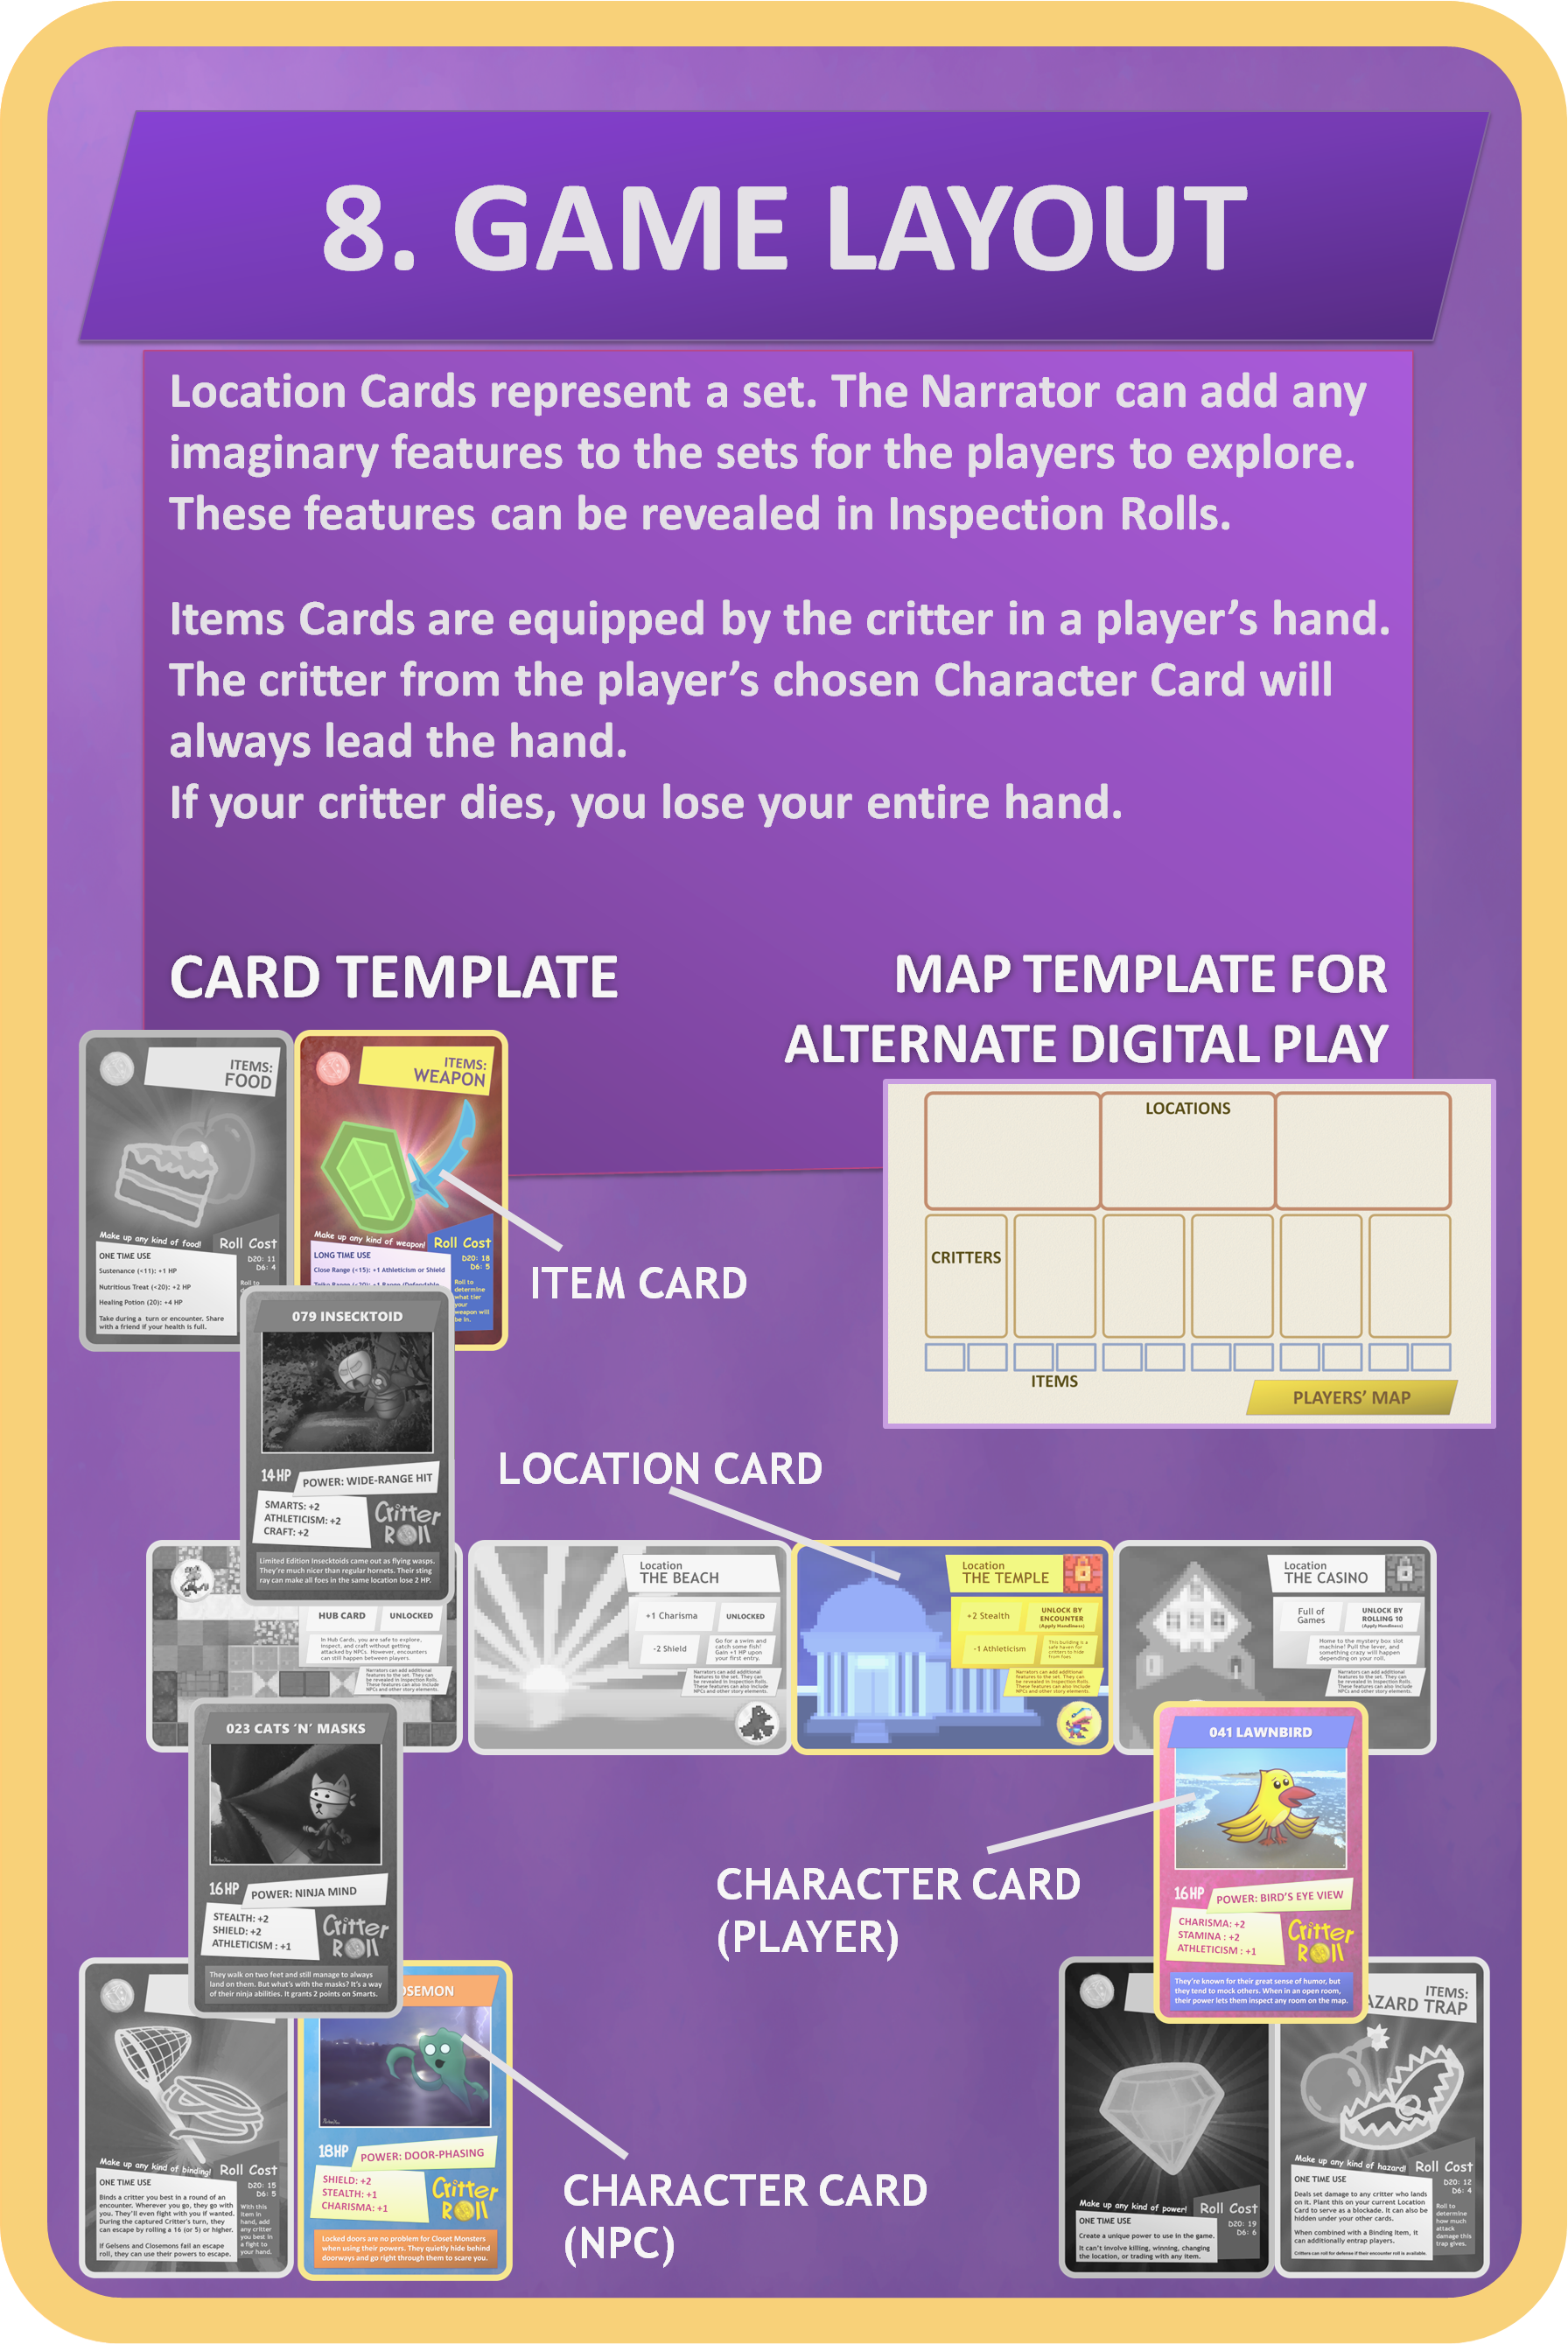 8. GAME LAYOUT
Location Cards represent a set. The Narrator can add any
imaginary features to the sets for the players to explore.
These features can be revealed in Inspection Rolls.
Items Cards are equipped by the critter in a player’s hand.
The critter from the player’s chosen Character Card will
always lead the hand.
If your critter dies, you lose your entire hand.
CARD TEMPLATE
MAP TEMPLATE FOR
ALTERNATE DIGITAL PLAY
ITEMS:
FOOD
Make up any kind of food!
Roll Cost
D20: 11
D6: 4
Roll to
ONE TIME USE
Sustenance (<11): +1 HP
Nutritious Treat (<20): +2 HP
Healing Potion (20): +4 HP
Take during a turn or encounter. Share
with a friend if your health is full.
ITEMS:
WEAPON
Make up any kind of weapon!
Roll Cost
D20: 18
D6: 5
Roll to
determine
what tier
your
weapon will
be in.
LONG TIME USE
Close Range (<15): +1 Athleticism or Shield
ITEM CARD
LOCATIONS
CRITTERS
ITEMS
PLAYERS’ MAP
079 INSECKTOID
14HP
POWER: WIDE-RANGE HIT
SMARTS: +2
ATHLETICISM: +2
CRAFT: +2
Critter
Roll
Limited Edition Insecktoids came out as flying wasps.
They’re much nicer than regular hornets. Their sting
ray can make all foes in the same location lose 2 HP.
LOCATION CARD
HUB CARD
UNLOCKED
In Hub Cards, you are safe to explore,
inspect, and craft without getting
attacked by NPCs. However, encounters
can still happen between players.
Narrators can add additional
features to the set. They can
be revealed in Inspection Rolls.
These features can also include
NPCs and other story elements.
Location
THE BEACH
+1 Charisma
UNLOCKED
-2 Shield
Go for a swim and
catch some fish!
Gain +1 HP upon
your first entry.
Narrators can add additional
features to the set. They can
be revealed in Inspection Rolls.
These features can also include
NPCs and other story elements.
Location
THE TEMPLE
+2 Stealth
UNLOCK BY
ENCOUNTER
(Apply Handiness)
-1 Athleticism
This building is a
safe haven for
critters to hide
from foes.
Narrators can add additional
features to the set. They can
be revealed in Inspection Rolls.
These features can also include
NPCs and other story elements.
Location
THE CASINO
Full of
Games
UNLOCK BY
ROLLING 10
(Apply Handiness)
Home to the mystery box slot
machine! Pull the lever, and
something crazy will happen
depending on your roll.
Narrators can add additional
features to the set. They can
be revealed in Inspection Rolls.
These features can also include
NPCs and other story elements.
023 CATS ‘N’ MASKS
16HP
POWER: NINJA MIND
STEALTH: +2
SHIELD: +2
ATHLETICISM : +1
Critter
Roll
They walk on two feet and still manage to always
land on them. But what’s with the masks? It’s a way
of their ninja abilities. It grants 2 points on Smarts.
041 LAWNBIRD
16HP
POWER: BIRD’S EYE VIEW
CHARISMA: +2
STAMINA : +2
ATHLETICISM : +1
Critter
Roll
They’re known for their great sense of humor, but
they tend to mock others. When in an open room,
their power lets them inspect any room on the map.
CHARACTER CARD
(PLAYER)
Make up any kind of binding!
Roll Cost
D20: 15
D6: 5
With this
item in
hand, add
any critter
you best in
a fight to
your hand.
ONE TIME USE
Binds a critter you best in a round of an
encounter. Wherever you go, they go with
you. They’ll even fight with you if wanted.
During the captured Critter’s turn, they
can escape by rolling a 16 (or 5) or higher.
If Gelsens and Closemons fail an escape
roll, they can use their powers to escape.
OSEMON
18HP
POWER: DOOR-PHASING
SHIELD: +2
STEALTH: +1
CHARISMA: +1
Critter
Roll
Locked doors are no problem for Closet Monsters
when using their powers. They quietly hide behind
doorways and go right through them to scare you.
CHARACTER CARD
(NPC)
Make up any kind of power!
Roll Cost
D20: 19
D6: 6
ONE TIME USE
Create a unique power to use in the game.
It can’t involve killing, winning, changing
the location, or trading with any item.
ITEMS:
AZARD TRAP
Make up any kind of hazard!
Roll Cost
D20: 12
D6: 4
Roll to
determine
how much
attack
damage this
trap gives.
ONE TIME USE
Deals set damage to any critter who lands
on it. Plant this on your current Location
Card to serve as a blockade. It can also be
hidden under your other cards.
When combined with a Binding Item, it
can additionally entrap players.
Critters can roll for defense if their encounter roll is available.